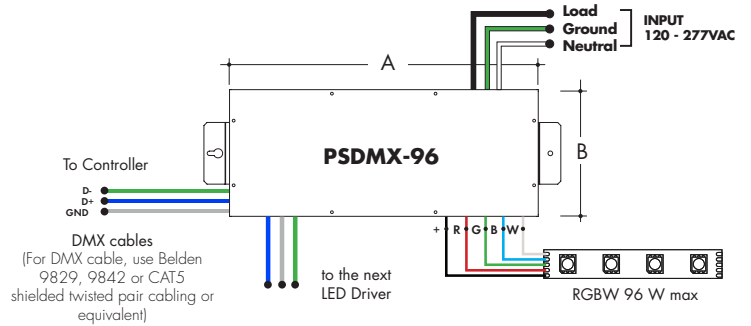 Load
Ground
Neutral
INPUT
120 - 277VAC
A
B
PSDMX-96
To Controller
D-
D+
GND
DMX cables
(For DMX cable, use Belden
9829, 9842 or CAT5
shielded twisted pair cabling or
equivalent)
to the next
LED Driver
+ R G B W
RGBW 96 W max